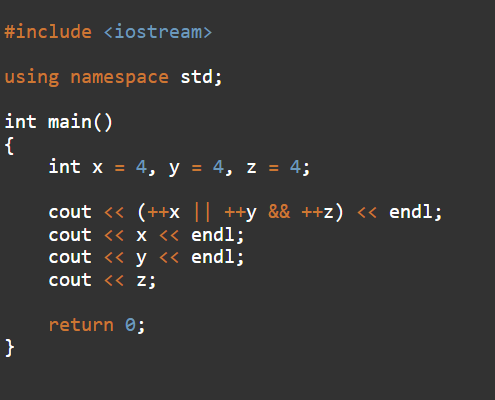 #include <iostream>
using namespace std;
int main()
{
int x = 4, y = 4, z = 4;
cout << (++x || ++y && ++z) << endl;
cout << x << endl;
cout << y << endl;
cout << z;
return 0;
}